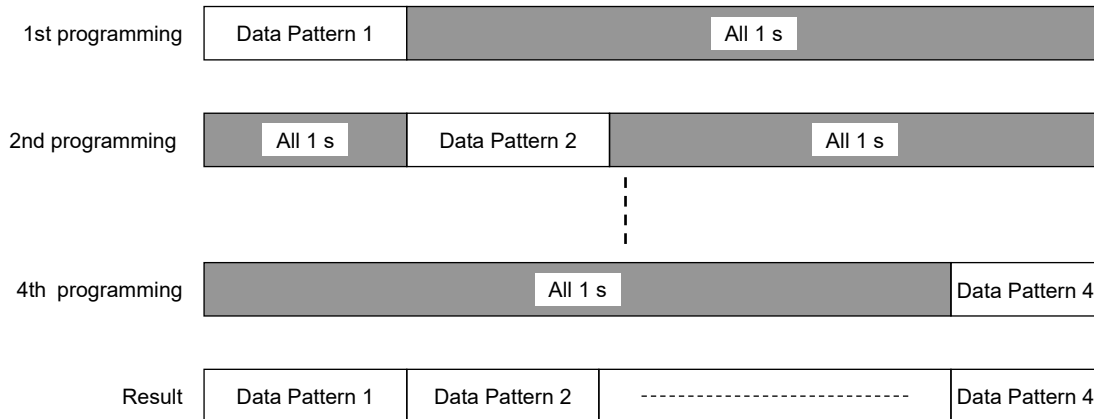 1st programming Data Pattern 1 All 1 s
2nd programming All 1 s Data Pattern 2 All 1 s
4th programming All 1 s Data Pattern 4
Result Data Pattern 1 Data Pattern 2 Data Pattern 4